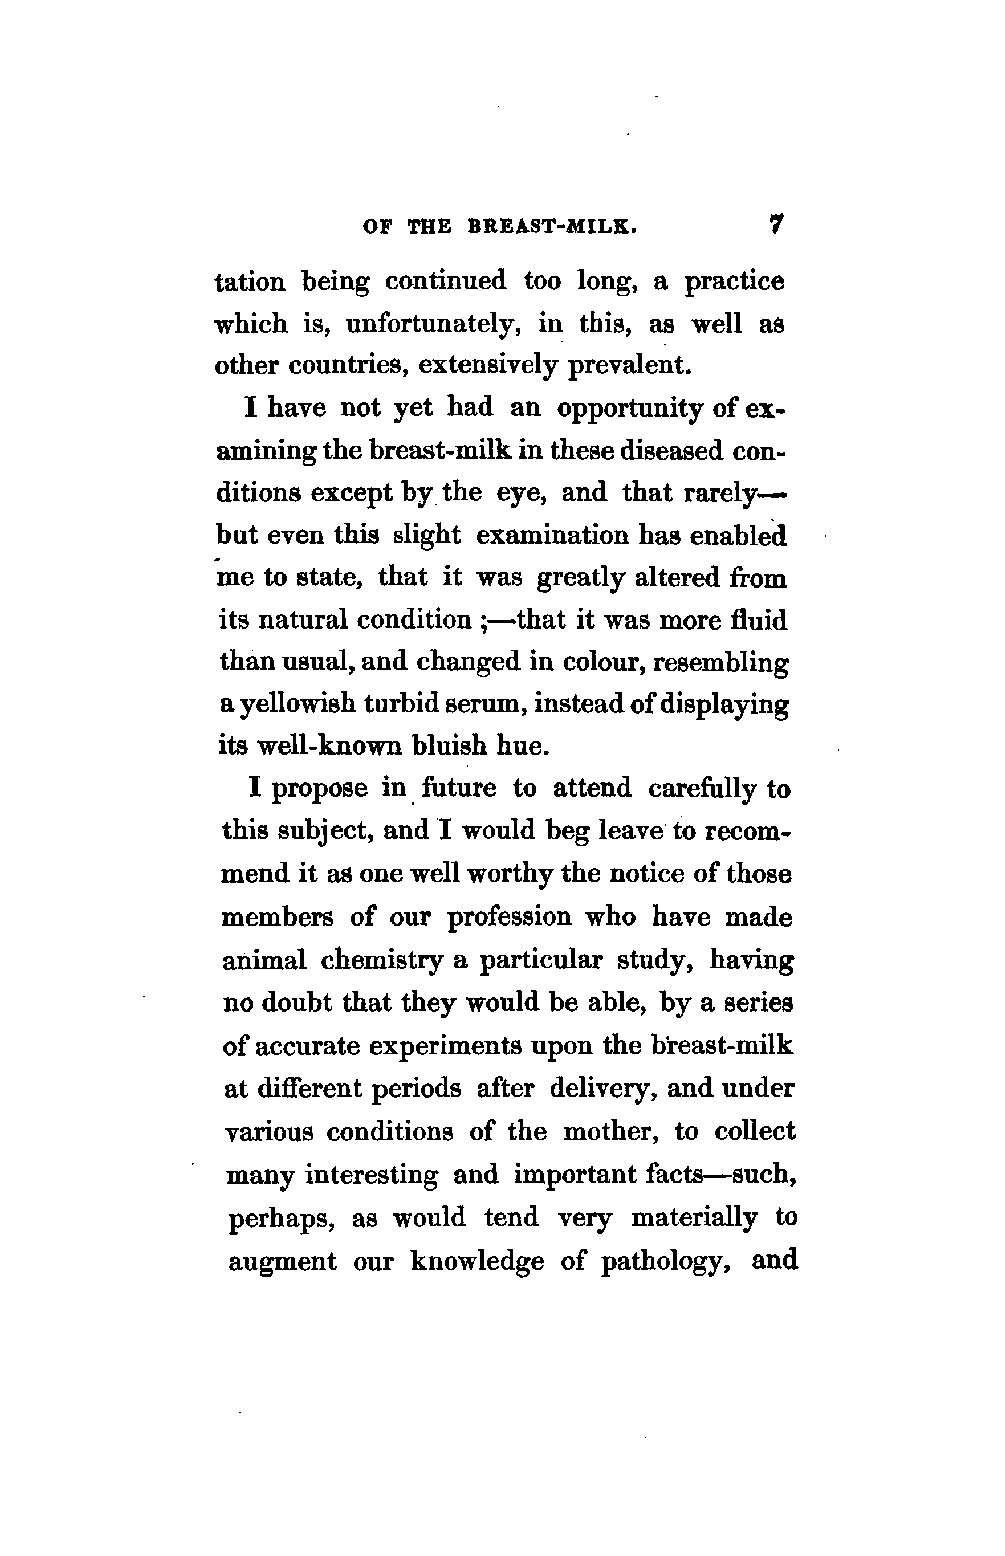 OF THE BREAST-MILK. 7
tation being continued too long, a practice
which is, unfortunately, in this, as well as
other countries, extensively prevalent.
I have not yet had an opportunity of ex-
amining the breast-milk in these diseased con-
ditions except by the eye, and that rarely—
but even this slight examination has enabled
me to state, that it was greatly altered from
its natural condition ;—that it was more fluid
than usual, and changed in colour, resembling
a yellowish turbid serum, instead of displaying
its well-known bluish hue.
I propose in future to attend carefully to
this subject, and I would beg leave to recom-
mend it as one well worthy the notice of those
members of our profession who have made
animal chemistry a particular study, having
no doubt that they would be able, by a series
of accurate experiments upon the breast-milk
at different periods after delivery, and under
various conditions of the mother, to collect
many interesting and important facts—such,
perhaps, as would tend very materially to
augment our knowledge of pathology, and